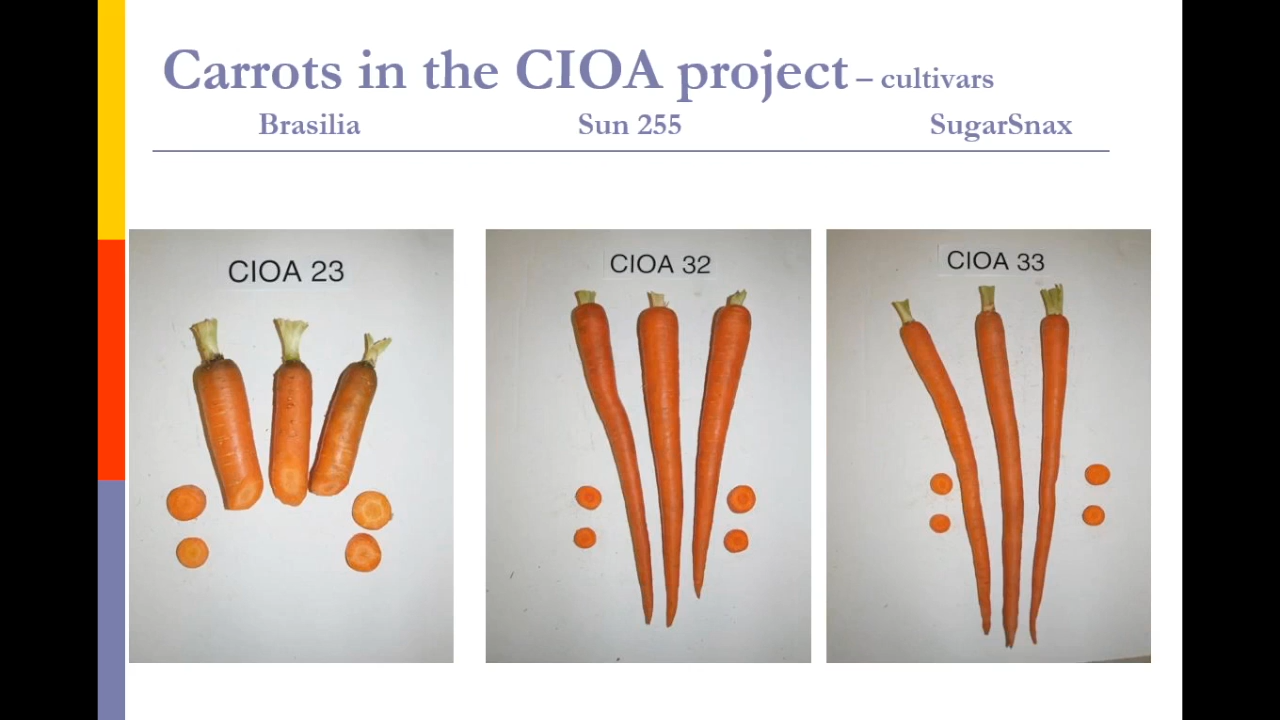 Carrots in the CIOA project – cultivars
Brasilia Sun 255 SugarSnax
CIOA 23
CIOA 32
CIOA 33